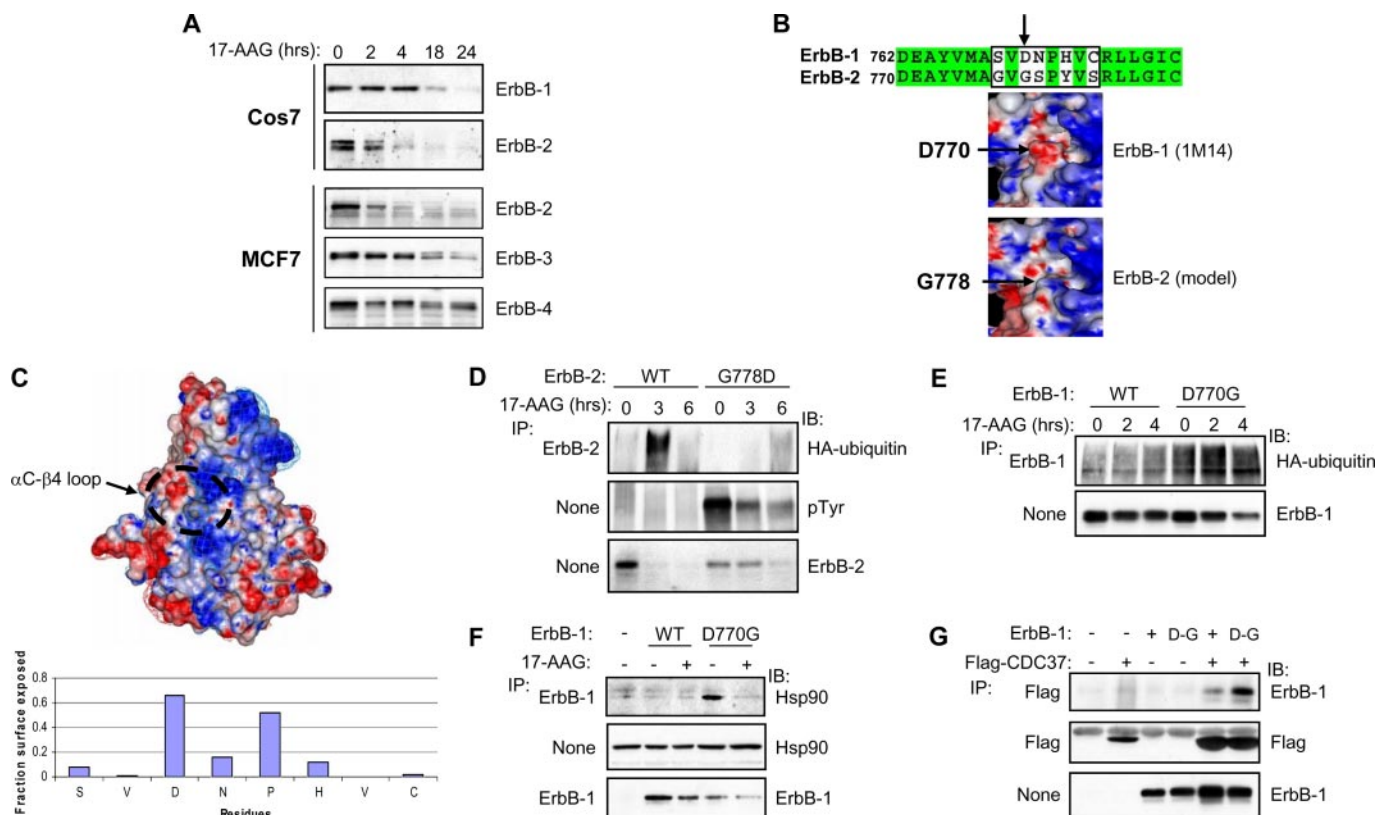 A
17-AAG (hrs): 0 2 4 18 24
Cos7
ErbB-1
ErbB-2
MCF7
ErbB-2
ErbB-3
ErbB-4
B
ErbB-1 762 DEAYVMASVDNPHVCRLLGIC
ErbB-2 770 DEAYVMAGVGSPYVSRLLGIC
D770
ErbB-1 (1M14)
G778
ErbB-2 (model)
C
αC-β4 loop
Fraction surface exposed
0.8
0.6
0.4
0.2
0
S V D N P H V C
Residues
D
ErbB-2: WT G778D
17-AAG (hrs): 0 3 6 0 3 6
IP: IB:
ErbB-2 HA-ubiquitin
None pTyr
None ErbB-2
E
ErbB-1: WT D770G
17-AAG (hrs): 0 2 4 0 2 4
IP: IB:
ErbB-1 HA-ubiquitin
None ErbB-1
F
ErbB-1: - WT D770G
17-AAG: - - + - +
IP: IB:
ErbB-1 Hsp90
None Hsp90
ErbB-1 ErbB-1
G
ErbB-1: - - + D-G + D-G
Flag-CDC37: - + - - + +
IP: IB:
Flag ErbB-1
Flag Flag
None ErbB-1